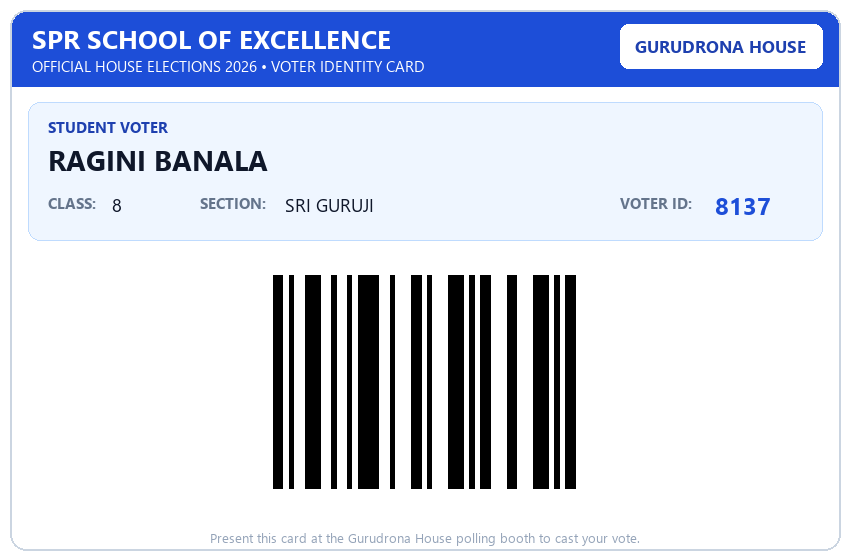 SPR SCHOOL OF EXCELLENCE
OFFICIAL HOUSE ELECTIONS 2026 • VOTER IDENTITY CARD
GURUDRONA HOUSE
STUDENT VOTER
RAGINI BANALA
CLASS: 8 SECTION: SRI GURUJI VOTER ID: 8137
Present this card at the Gurudrona House polling booth to cast your vote.